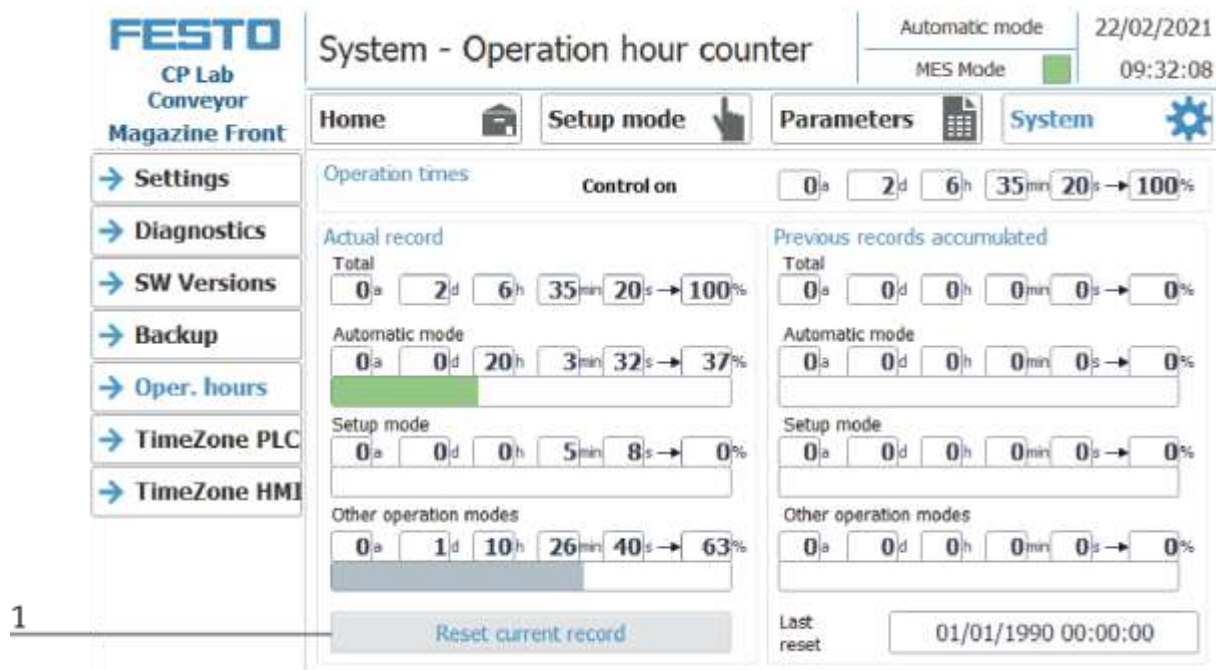 FESTO
CP Lab
Conveyor
Magazine Front
System - Operation hour counter
Automatic mode
MES Mode
22/02/2021
09:32:08
Home
Setup mode
Parameters
System
Settings
Diagnostics
SW Versions
Backup
Oper. hours
TimeZone PLC
TimeZone HMI
Operation times
Control on
0a 2d 6h 35min 20s → 100%
Actual record
Total
0a 2d 6h 35min 20s → 100%
Automatic mode
0a 0d 20h 3min 32s → 37%
Setup mode
0a 0d 0h 5min 8s → 0%
Other operation modes
0a 1d 10h 26min 40s → 63%
Reset current record
Previous records accumulated
Total
0a 0d 0h 0min 0s → 0%
Automatic mode
0a 0d 0h 0min 0s → 0%
Setup mode
0a 0d 0h 0min 0s → 0%
Other operation modes
0a 0d 0h 0min 0s → 0%
Last
reset
01/01/1990 00:00:00
1